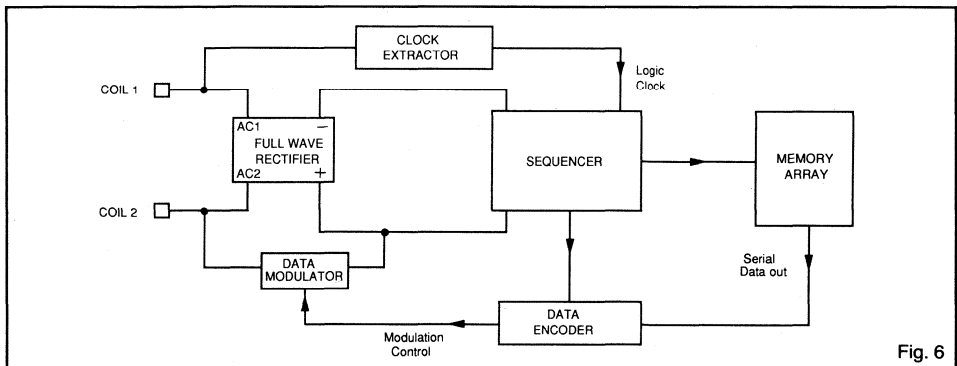 CLOCK
EXTRACTOR
Logic
Clock
COIL 1
AC1
−
FULL WAVE
RECTIFIER
AC2
+
SEQUENCER
MEMORY
ARRAY
COIL 2
DATA
MODULATOR
Serial
Data out
DATA
ENCODER
Modulation
Control
Fig. 6